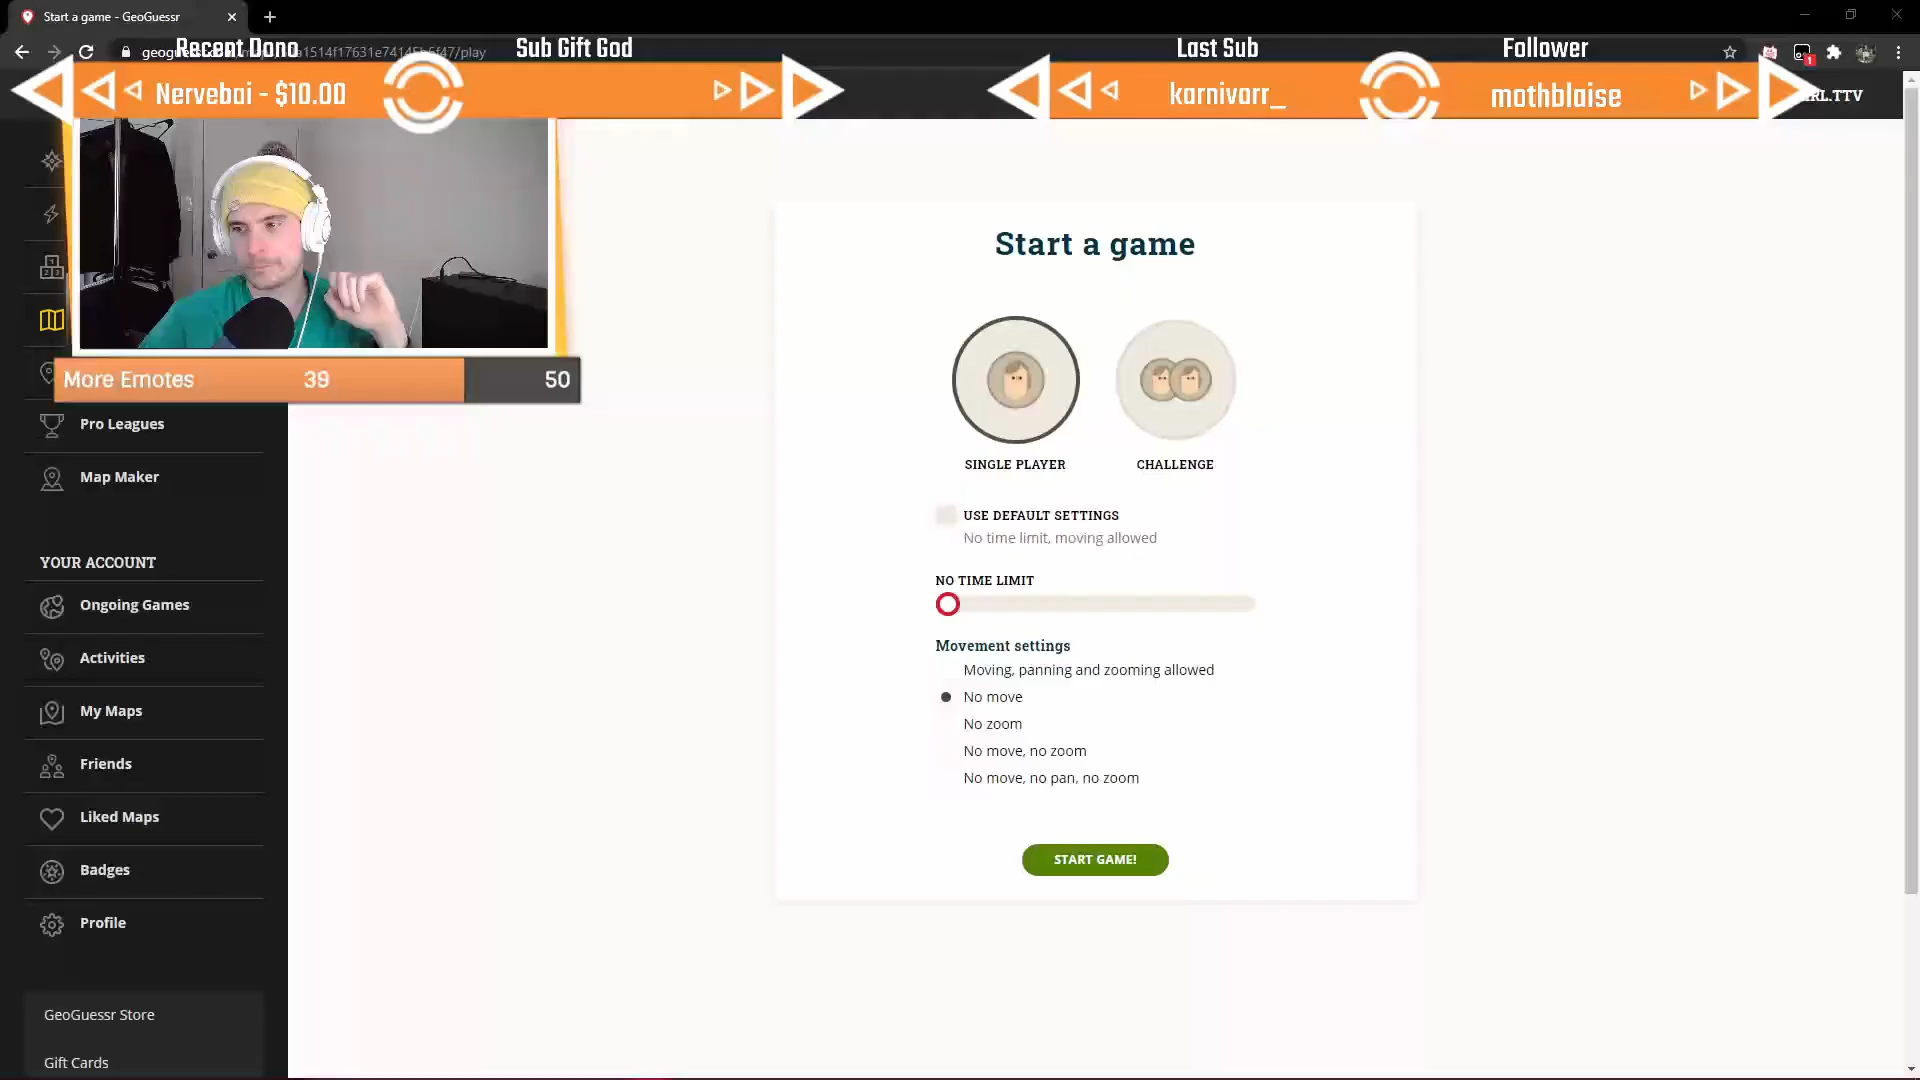 Start a game - GeoGuessr
Recent Dono
Sub Gift God
Last Sub
Follower
Nervebai - $10.00
karnivarr_
mathblaise
RL.TTV
More Emotes 39 50
Pro Leagues
Map Maker
YOUR ACCOUNT
Ongoing Games
Activities
My Maps
Friends
Liked Maps
Badges
Profile
GeoGuessr Store
Gift Cards
Start a game
SINGLE PLAYER
CHALLENGE
USE DEFAULT SETTINGS
No time limit, moving allowed
NO TIME LIMIT
Movement settings
Moving, panning and zooming allowed
No move
No zoom
No move, no zoom
No move, no pan, no zoom
START GAME!